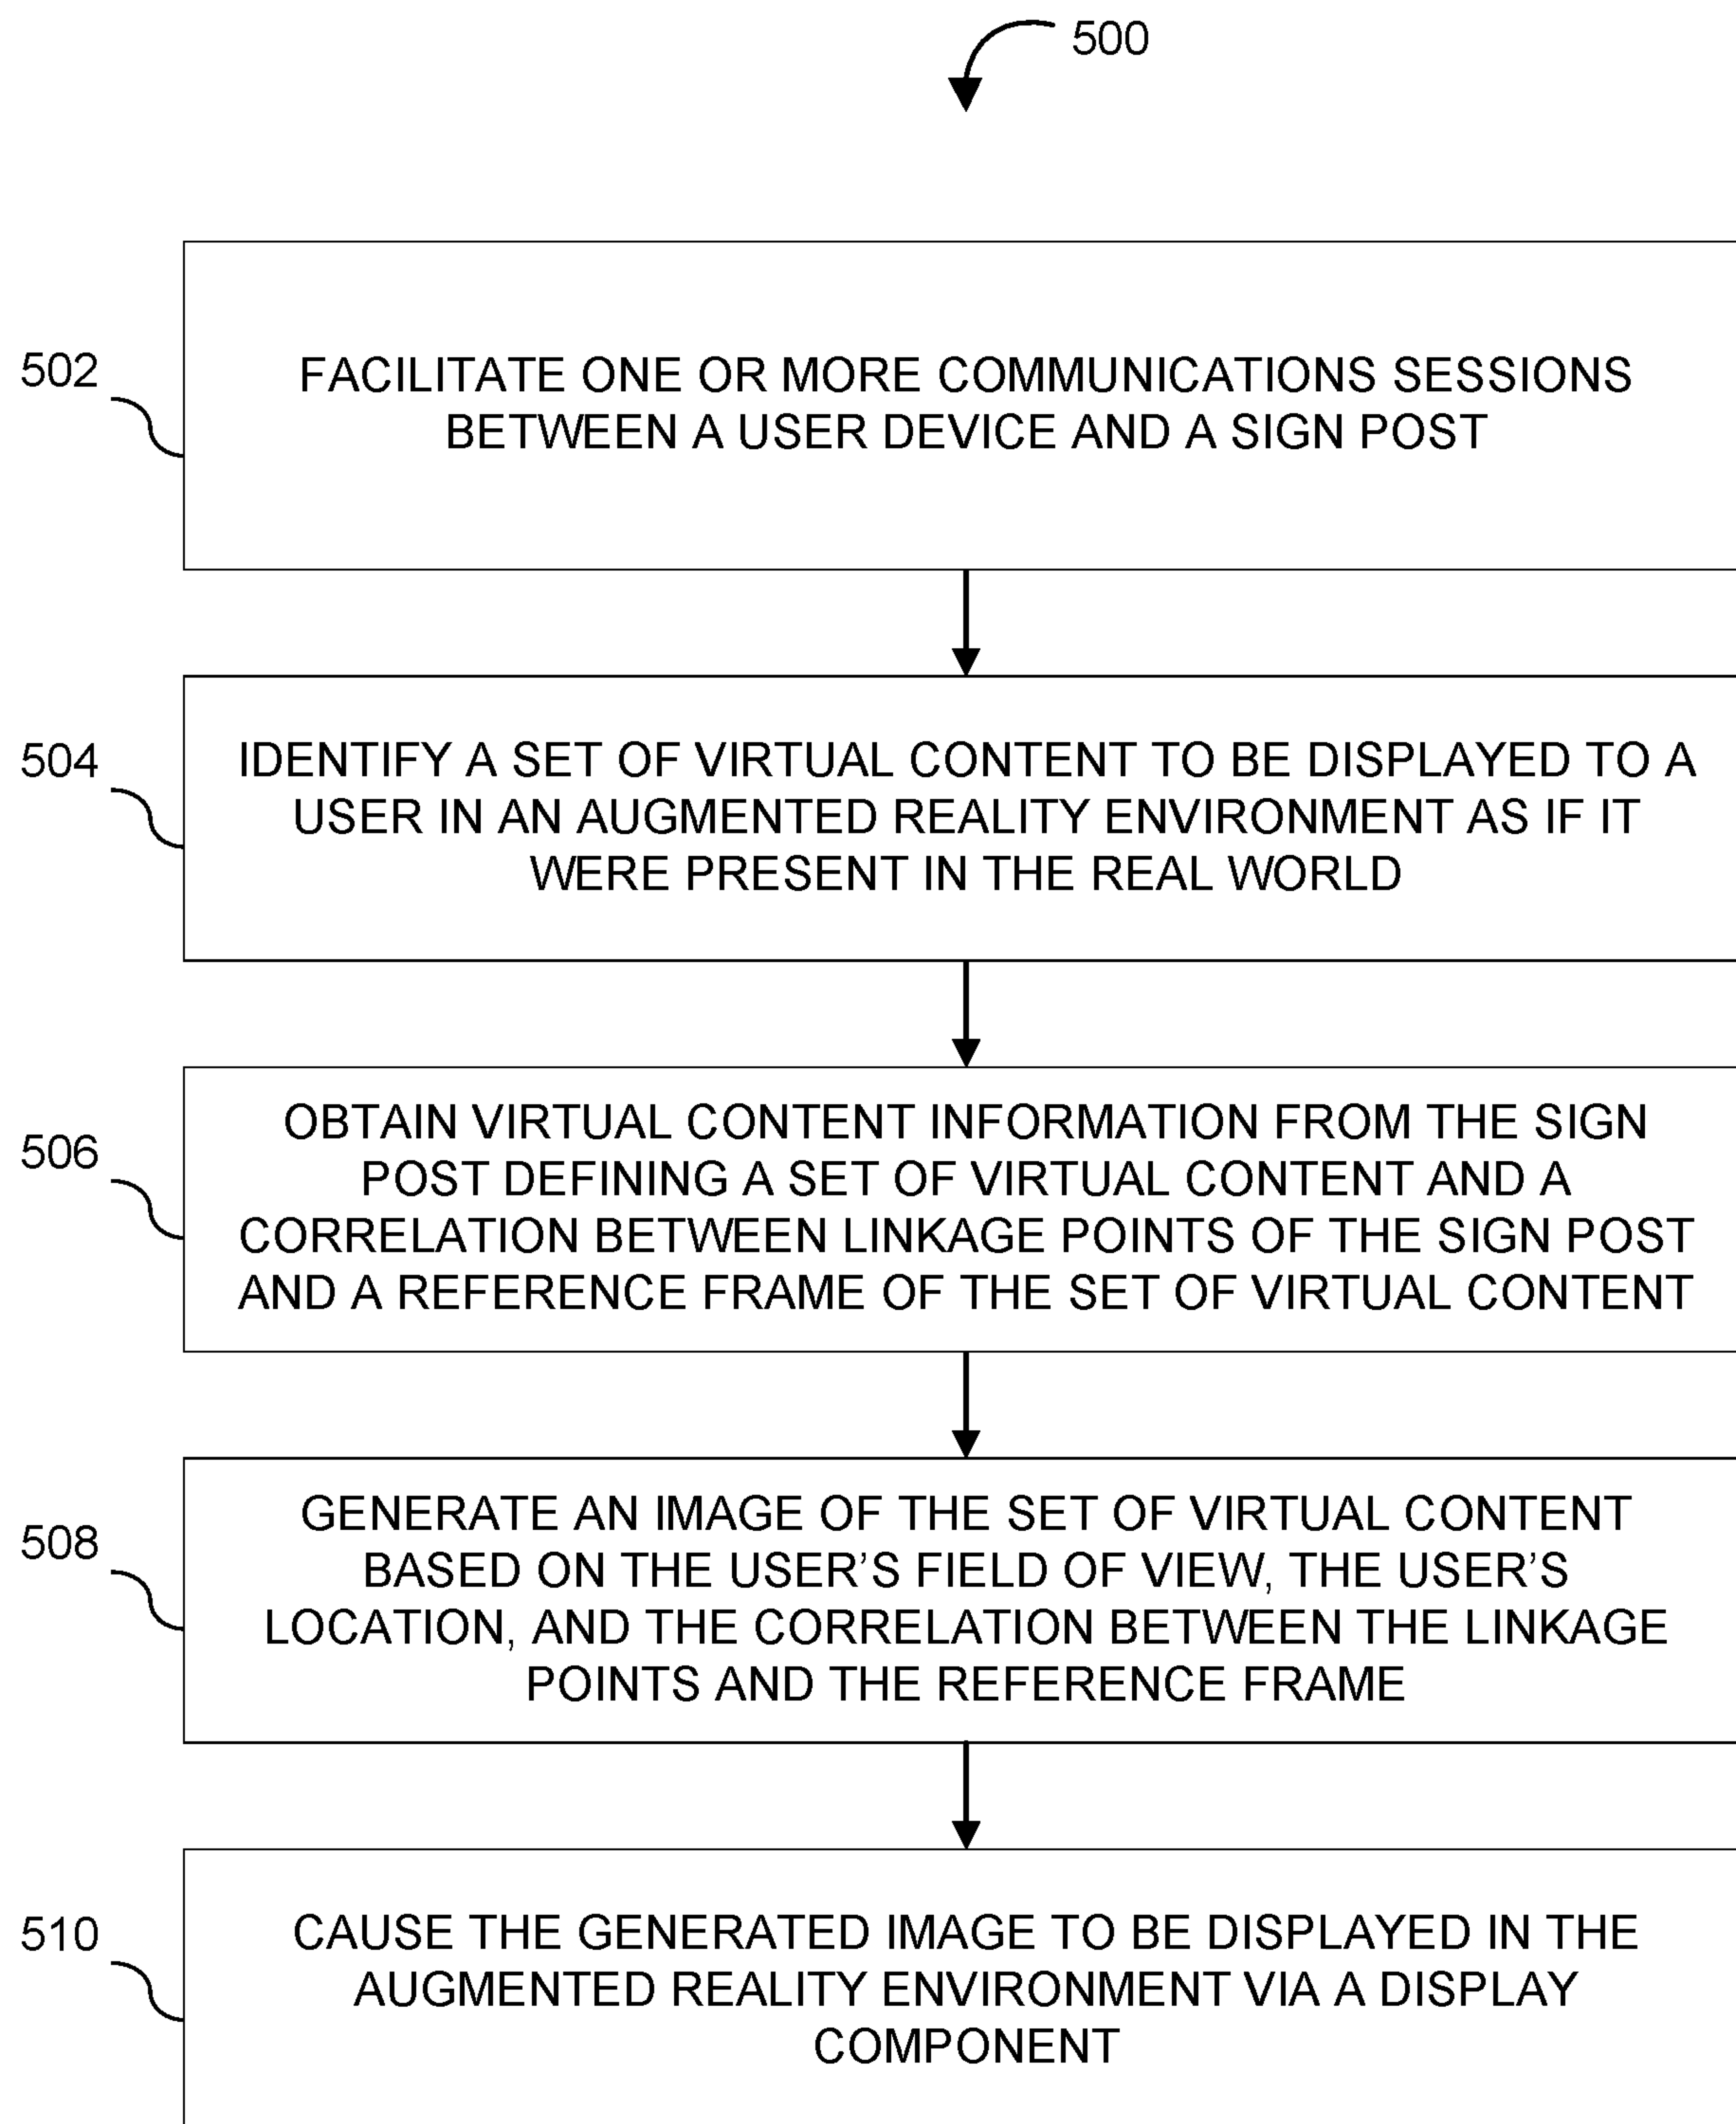 500
502
FACILITATE ONE OR MORE COMMUNICATIONS SESSIONS
BETWEEN A USER DEVICE AND A SIGN POST
504
IDENTIFY A SET OF VIRTUAL CONTENT TO BE DISPLAYED TO A
USER IN AN AUGMENTED REALITY ENVIRONMENT AS IF IT
WERE PRESENT IN THE REAL WORLD
506
OBTAIN VIRTUAL CONTENT INFORMATION FROM THE SIGN
POST DEFINING A SET OF VIRTUAL CONTENT AND A
CORRELATION BETWEEN LINKAGE POINTS OF THE SIGN POST
AND A REFERENCE FRAME OF THE SET OF VIRTUAL CONTENT
508
GENERATE AN IMAGE OF THE SET OF VIRTUAL CONTENT
BASED ON THE USER’S FIELD OF VIEW, THE USER’S
LOCATION, AND THE CORRELATION BETWEEN THE LINKAGE
POINTS AND THE REFERENCE FRAME
510
CAUSE THE GENERATED IMAGE TO BE DISPLAYED IN THE
AUGMENTED REALITY ENVIRONMENT VIA A DISPLAY
COMPONENT